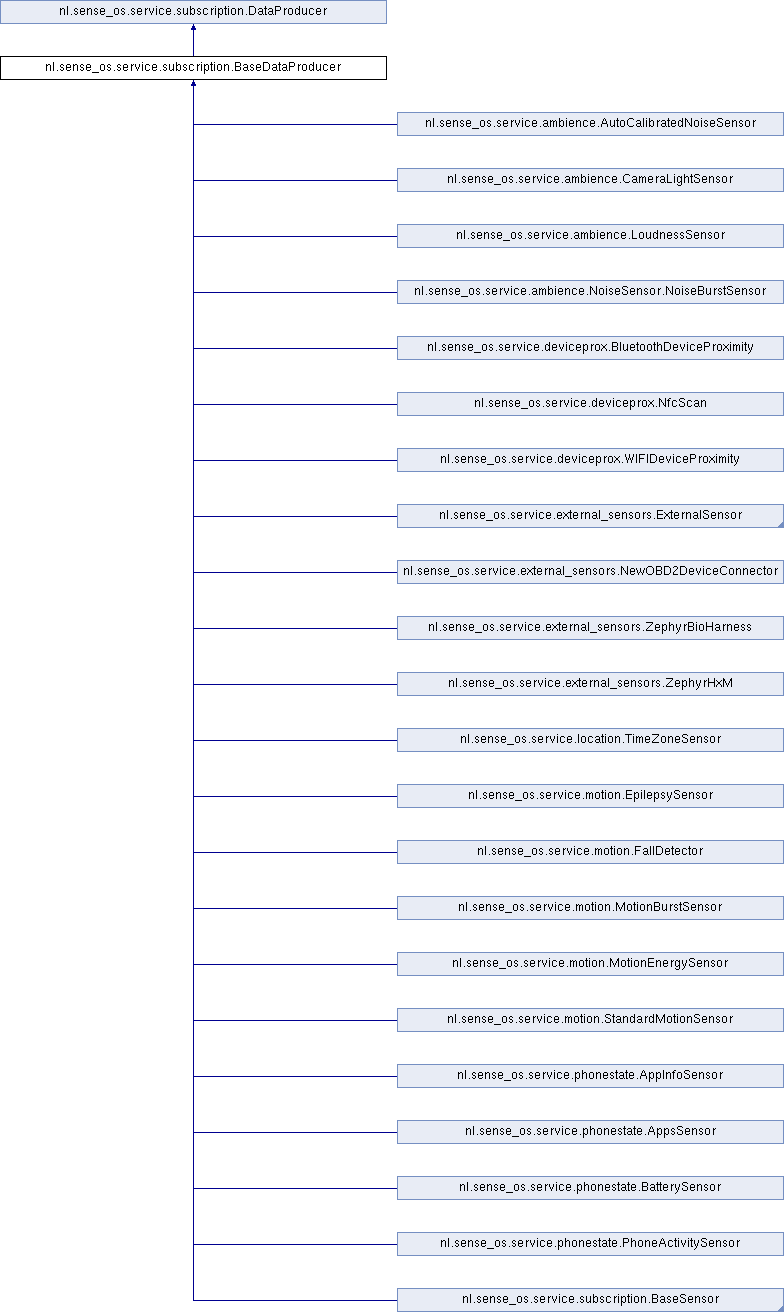 nl.sense_os.service.subscription.DataProducer
nl.sense_os.service.subscription.BaseDataProducer
nl.sense_os.service.ambience.AutoCalibratedNoiseSensor
nl.sense_os.service.ambience.CameraLightSensor
nl.sense_os.service.ambience.LoudnessSensor
nl.sense_os.service.ambience.NoiseSensor.NoiseBurstSensor
nl.sense_os.service.deviceprox.BluetoothDeviceProximity
nl.sense_os.service.deviceprox.NfcScan
nl.sense_os.service.deviceprox.WIFIDeviceProximity
nl.sense_os.service.external_sensors.ExternalSensor
nl.sense_os.service.external_sensors.NewOBD2DeviceConnector
nl.sense_os.service.external_sensors.ZephyrBioHarness
nl.sense_os.service.external_sensors.ZephyrHxM
nl.sense_os.service.location.TimeZoneSensor
nl.sense_os.service.motion.EpilepsySensor
nl.sense_os.service.motion.FallDetector
nl.sense_os.service.motion.MotionBurstSensor
nl.sense_os.service.motion.MotionEnergySensor
nl.sense_os.service.motion.StandardMotionSensor
nl.sense_os.service.phonestate.AppInfoSensor
nl.sense_os.service.phonestate.AppsSensor
nl.sense_os.service.phonestate.BatterySensor
nl.sense_os.service.phonestate.PhoneActivitySensor
nl.sense_os.service.subscription.BaseSensor